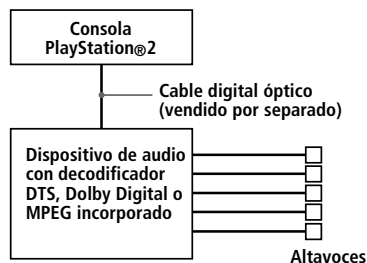 Consola
PlayStation®2
Cable digital óptico
(vendido por separado)
Dispositivo de audio
con decodificador
DTS, Dolby Digital o
MPEG incorporado
Altavoces